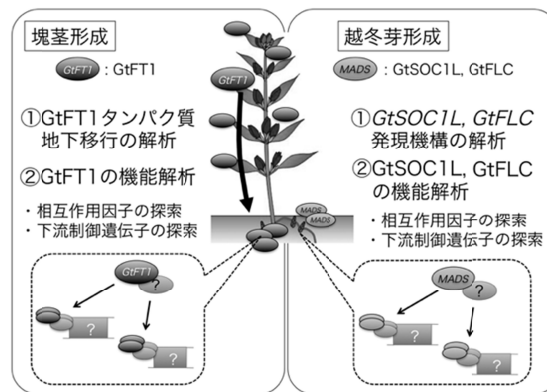 塊茎形成
GtFT1 : GtFT1
①GtFT1タンパク質
地下移行の解析
②GtFT1の機能解析
・相互作用因子の探索
・下流制御遺伝子の探索
GtFT1
?
?
?
GtFT1
MADS
MADS
越冬芽形成
MADS : GtSOC1L, GtFLC
①GtSOC1L, GtFLC
発現機構の解析
②GtSOC1L, GtFLC
の機能解析
・相互作用因子の探索
・下流制御遺伝子の探索
MADS
?
?
?